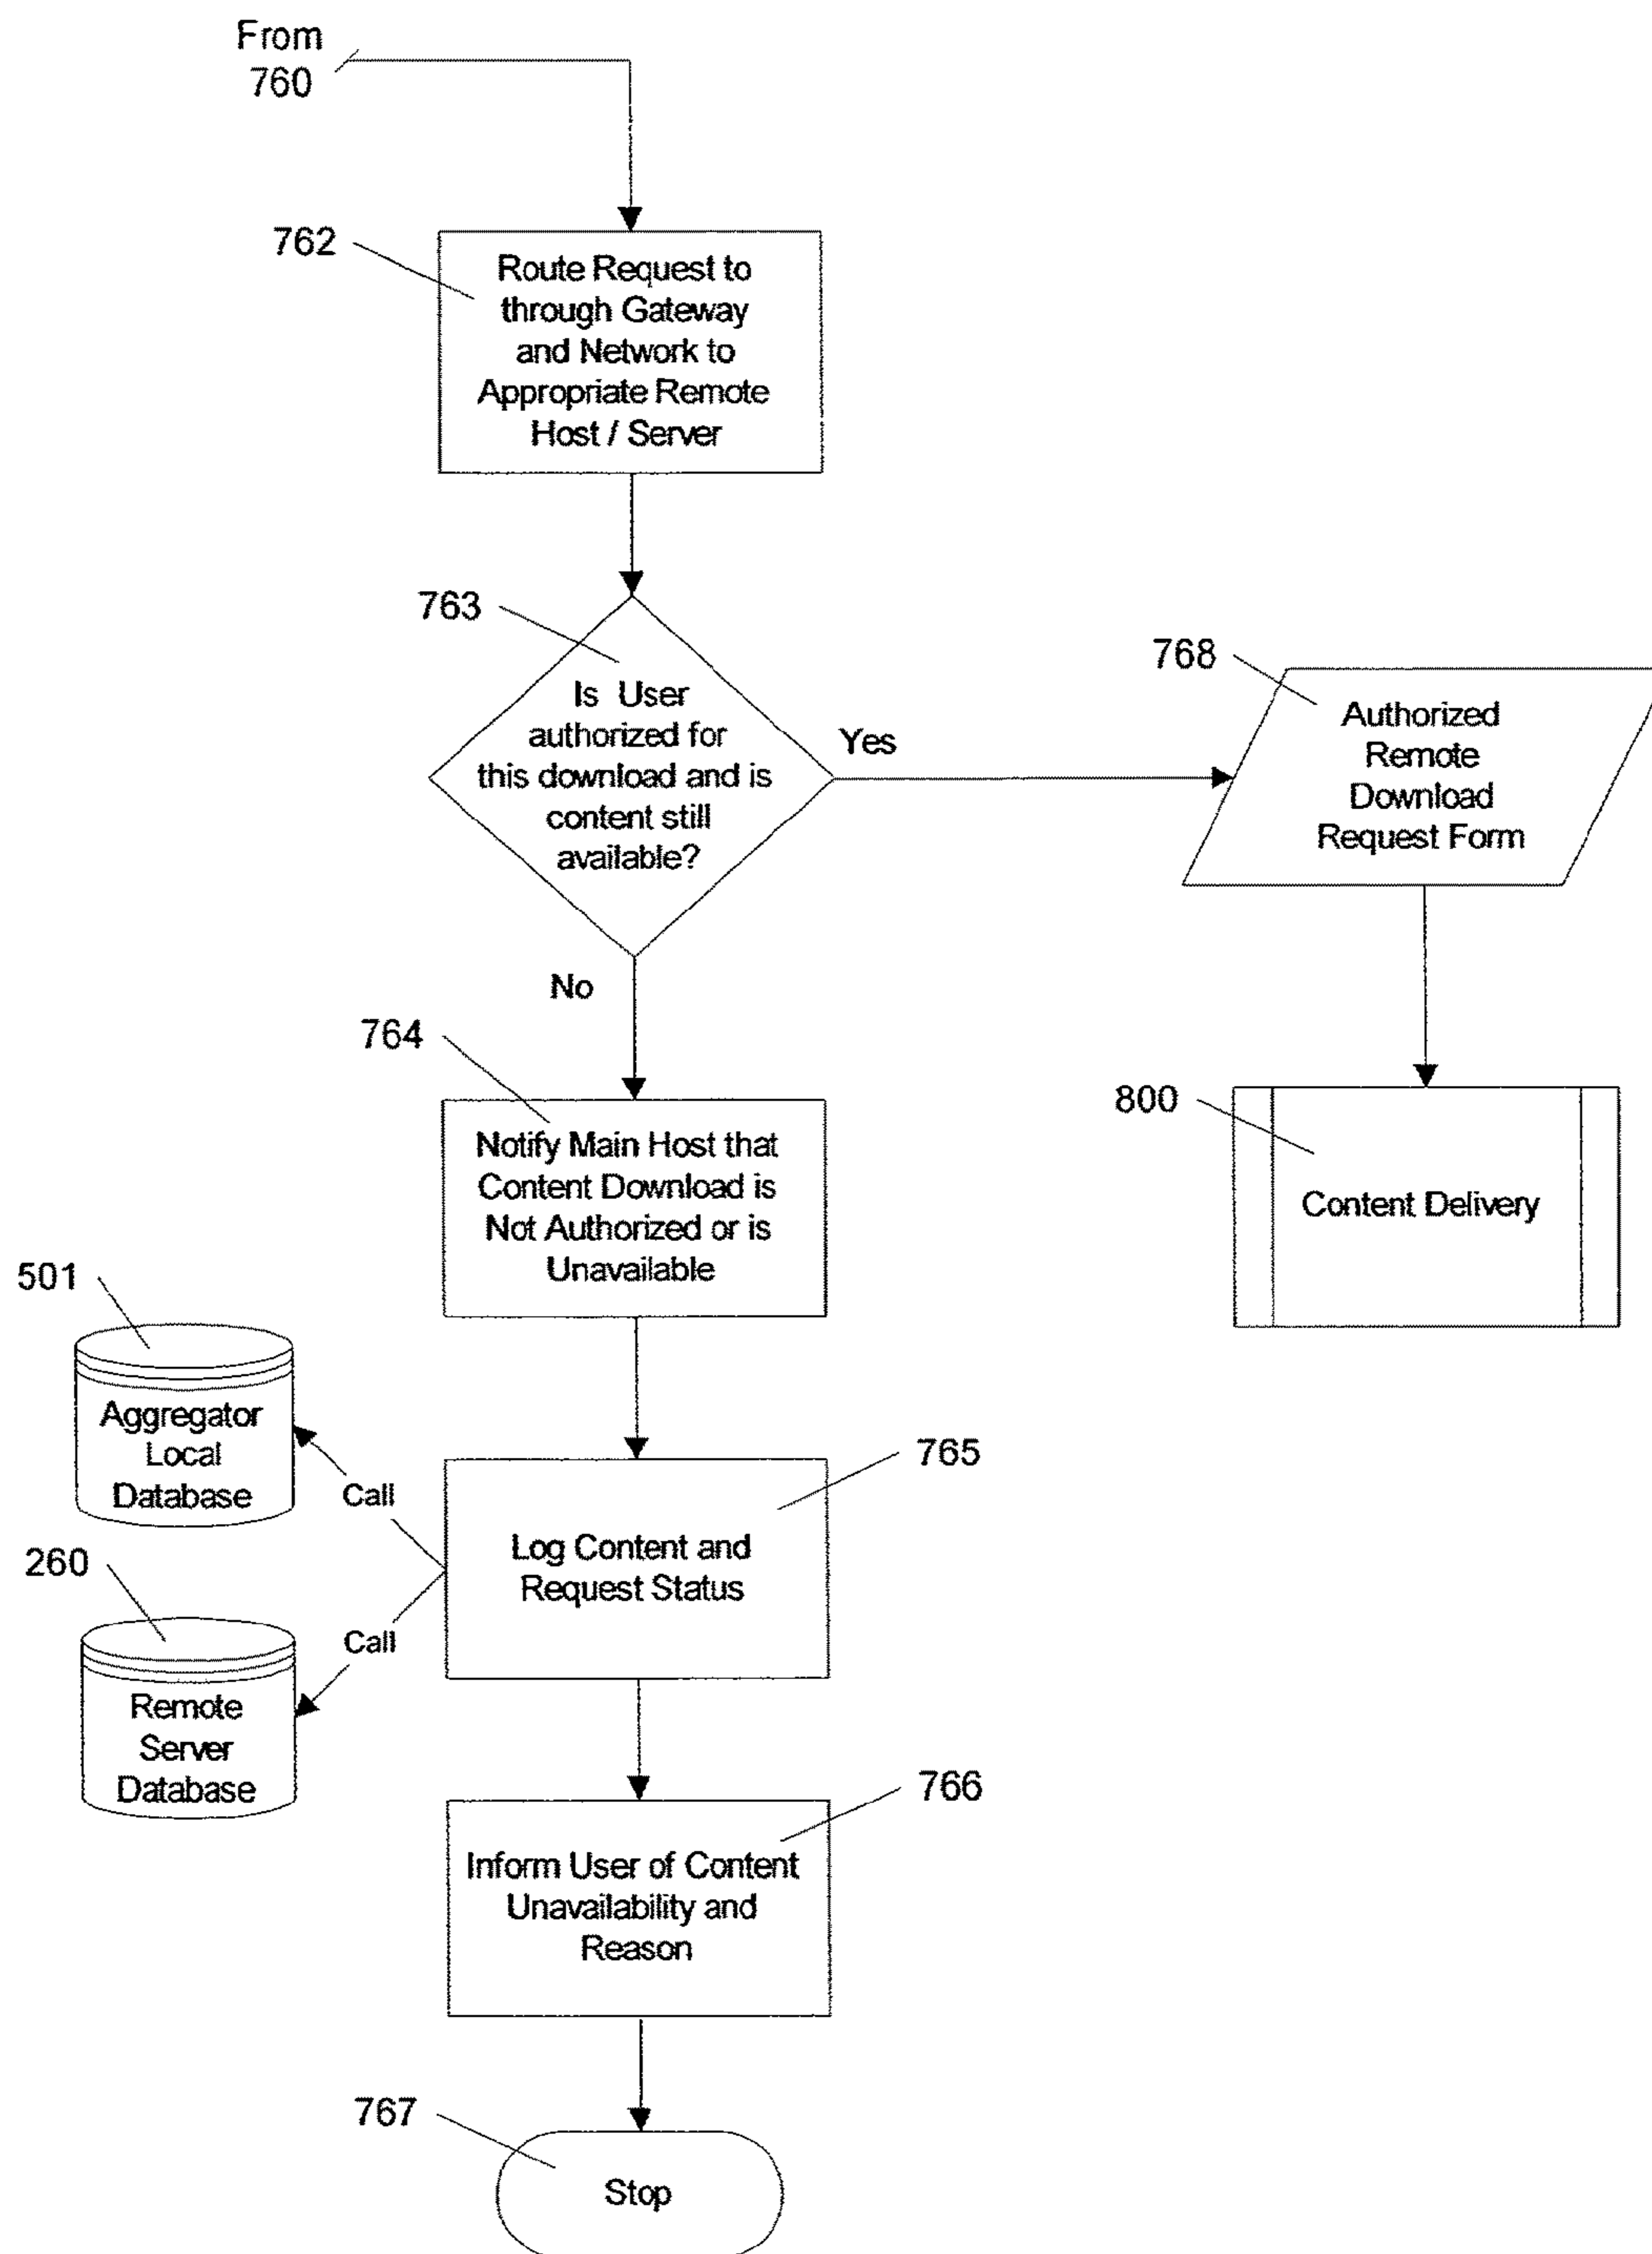 From
760
762
Route Request to
through Gateway
and Network to
Appropriate Remote
Host / Server
763
Is User
authorized for
this download and is
content still
available?
Yes
768
Authorized
Remote
Download
Request Form
No
764
Notify Main Host that
Content Download is
Not Authorized or is
Unavailable
800
Content Delivery
501
Aggregator
Local
Database
Call
765
Log Content and
Request Status
260
Remote
Server
Database
Call
766
Inform User of Content
Unavailability and
Reason
767
Stop